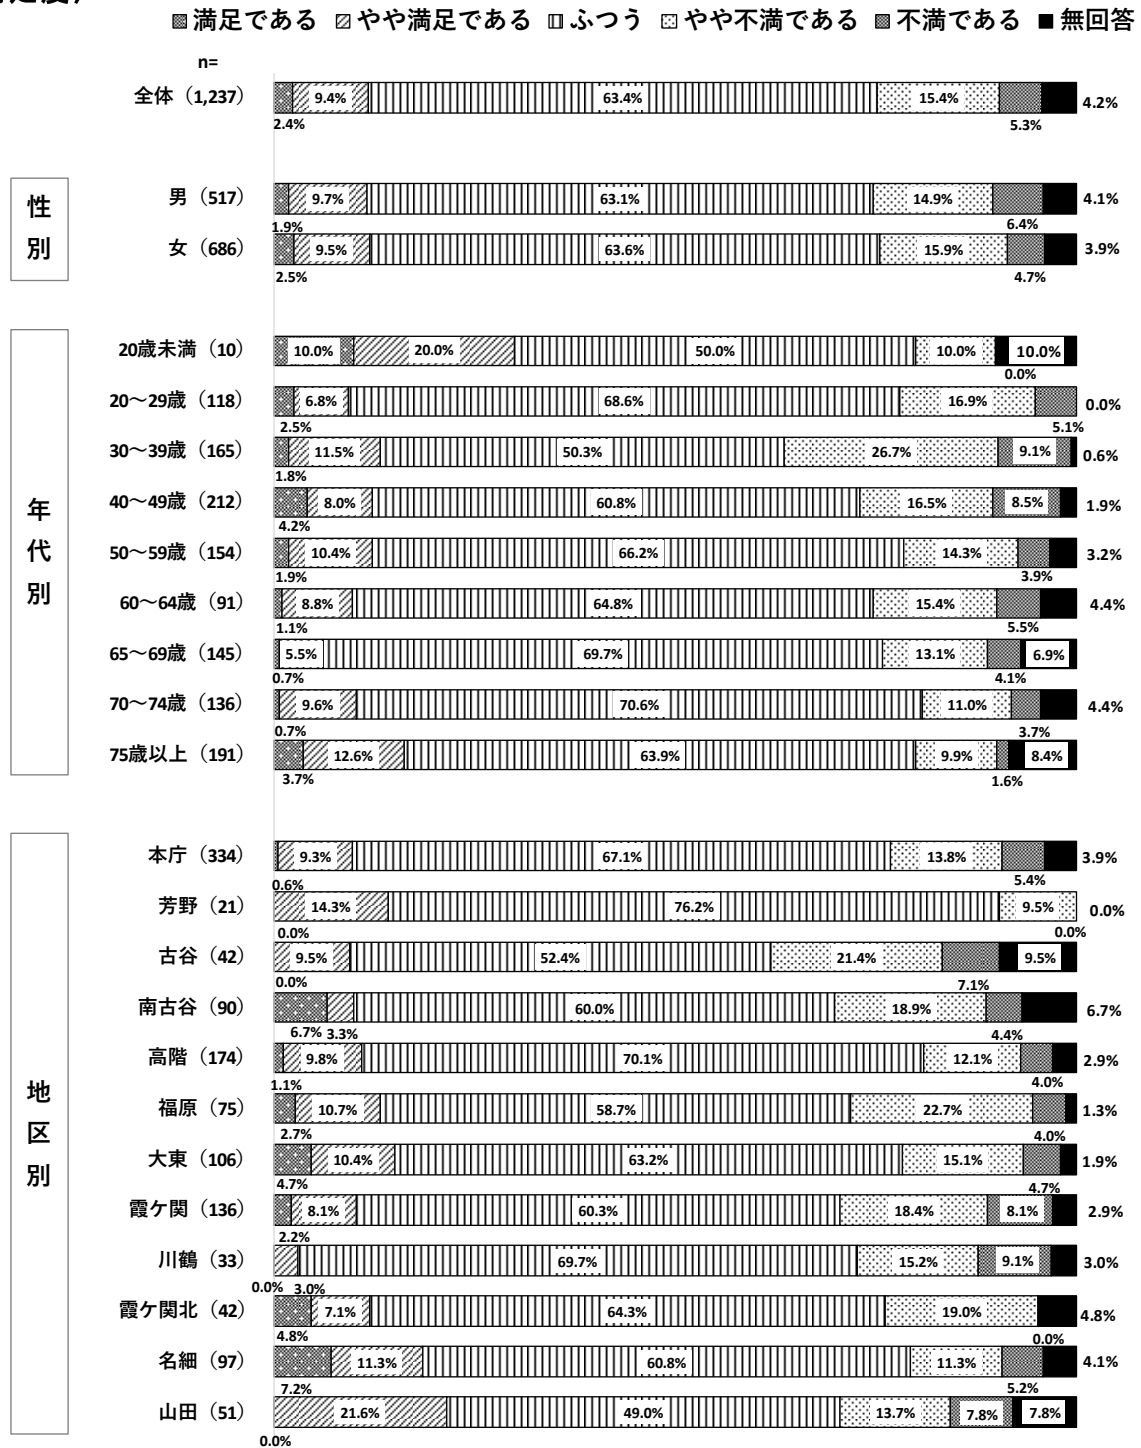 満足である やや満足である ふつう やや不満である 不満である 無回答
n=
全体（1,237） 9.4% 63.4% 15.4% 4.2%
2.4% 5.3%
性別
男（517） 9.7% 63.1% 14.9% 4.1%
1.9% 6.4%
女（686） 9.5% 63.6% 15.9% 3.9%
2.5% 4.7%
年代別
20歳未満（10） 10.0% 20.0% 50.0% 10.0% 10.0%
0.0%
20～29歳（118） 6.8% 68.6% 16.9% 0.0%
2.5% 5.1%
30～39歳（165） 11.5% 50.3% 26.7% 9.1% 0.6%
1.8%
40～49歳（212） 8.0% 60.8% 16.5% 8.5% 1.9%
4.2%
50～59歳（154） 10.4% 66.2% 14.3% 3.2%
1.9% 3.9%
60～64歳（91） 8.8% 64.8% 15.4% 4.4%
1.1% 5.5%
65～69歳（145） 5.5% 69.7% 13.1% 6.9%
0.7% 4.1%
70～74歳（136） 9.6% 70.6% 11.0% 4.4%
0.7% 3.7%
75歳以上（191） 12.6% 63.9% 9.9% 8.4%
3.7% 1.6%
地区別
本庁（334） 9.3% 67.1% 13.8% 3.9%
0.6% 5.4%
芳野（21） 14.3% 76.2% 9.5% 0.0%
0.0% 0.0%
古谷（42） 9.5% 52.4% 21.4% 9.5%
0.0% 7.1%
南古谷（90） 60.0% 18.9% 6.7%
6.7% 3.3% 4.4%
高階（174） 9.8% 70.1% 12.1% 2.9%
1.1% 4.0%
福原（75） 10.7% 58.7% 22.7% 1.3%
2.7% 4.0%
大東（106） 10.4% 63.2% 15.1% 1.9%
4.7% 4.7%
霞ケ関（136） 8.1% 60.3% 18.4% 8.1% 2.9%
2.2%
川鶴（33） 69.7% 15.2% 9.1% 3.0%
0.0% 3.0%
霞ケ関北（42） 7.1% 64.3% 19.0% 4.8%
4.8% 0.0%
名細（97） 11.3% 60.8% 11.3% 4.1%
7.2% 5.2%
山田（51） 21.6% 49.0% 13.7% 7.8% 7.8%
0.0%